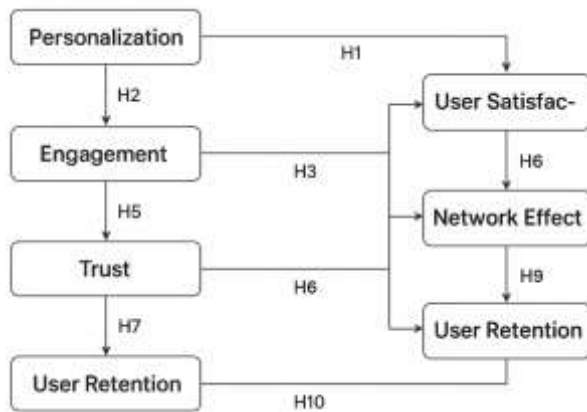 Personalization
H1
H2
User Satisfac-
Engagement
H3
H6
H5
Network Effect
Trust
H6
H9
H7
User Retention
User Retention
H10